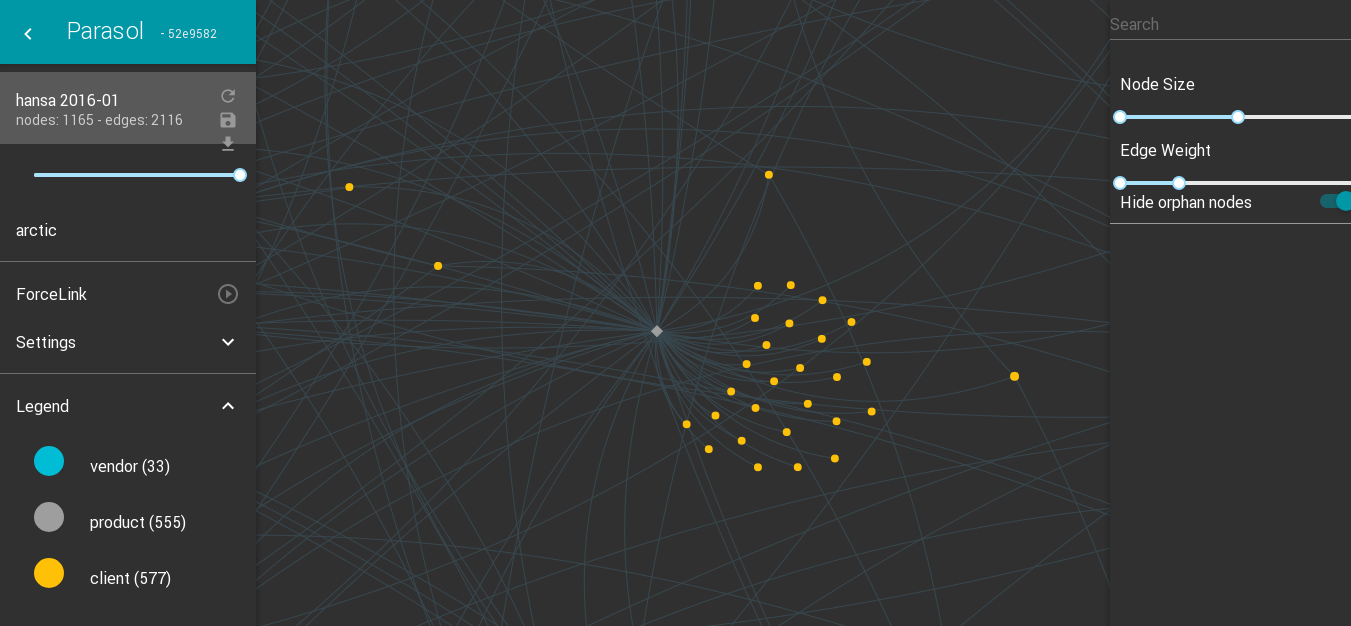 Parasol - 52e9582
hansa 2016-01
nodes: 1165 - edges: 2116
arctic
ForceLink
Settings
Legend
vendor (33)
product (555)
client (577)
Search
Node Size
Edge Weight
Hide orphan nodes